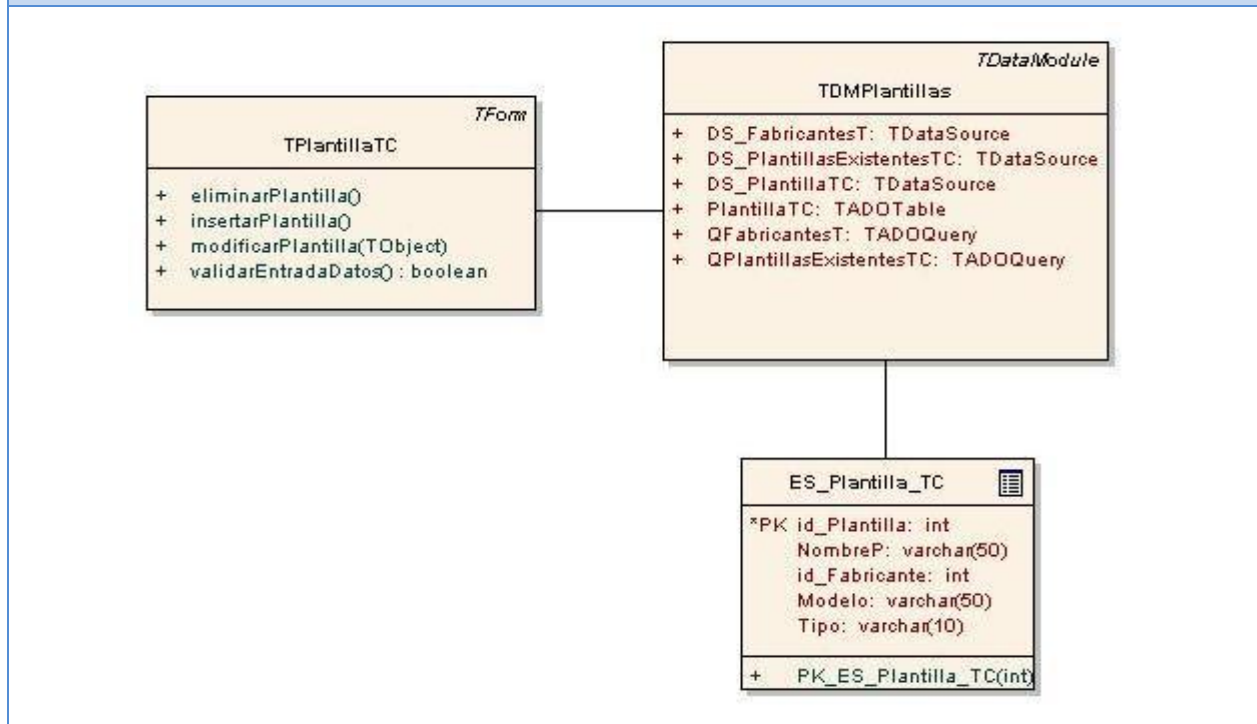 TForm
TPlantillaTC
+ eliminarPlantilla()
+ insertarPlantilla()
+ modificarPlantilla(TObject)
+ validarEntradaDatos() : boolean
TDataModule
TDMPlantillas
+ DS_FabricantesT: TDataSource
+ DS_PlantillasExistentesTC: TDataSource
+ DS_PlantillaTC: TDataSource
+ PlantillaTC: TADOTable
+ QFabricantesT: TADOQuery
+ QPlantillasExistentesTC: TADOQuery
ES_Plantilla_TC
*PK id_Plantilla: int
NombreP: varchar(50)
id_Fabricante: int
Modelo: varchar(50)
Tipo: varchar(10)
+ PK_ES_Plantilla_TC(int)